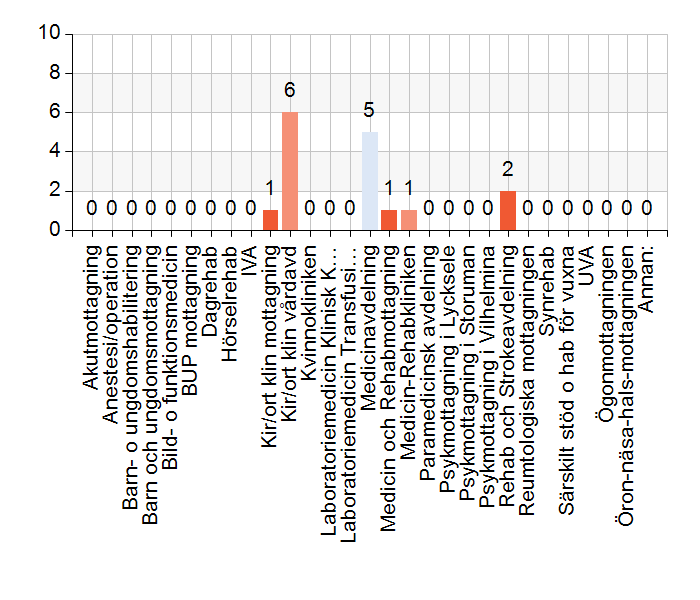 10
8
6
4
2
0
0 0 0 0 0 0 0 0 0 1 6 0 0 0 5 1 1 0 0 0 0 2 0 0 0 0 0 0 0
Akutmottagning
Anestesi/operation
Barn- o ungdomshabilitering
Barn och ungdomsmottagning
Bild- o funktionsmedicin
BUP mottagning
Dagrehab
Hörselrehab
IVA
Kir/ort klin mottagning
Kir/ort klin vårdavd
Kvinnokliniken
Laboratoriemedicin Klinisk K...
Laboratoriemedicin Transfusi...
Medicinavdelning
Medicin och Rehabmottagning
Medicin-Rehabkliniken
Paramedicinsk avdelning
Psykmottagning i Lycksele
Psykmottagning i Storuman
Psykmottagning i Vilhelmina
Rehab och Strokeavdelning
Reumtologiska mottagningen
Synrehab
Särskilt stöd o hab för vuxna
UVA
Ögonmottagningen
Öron-näsa-hals-mottagningen
Annan: